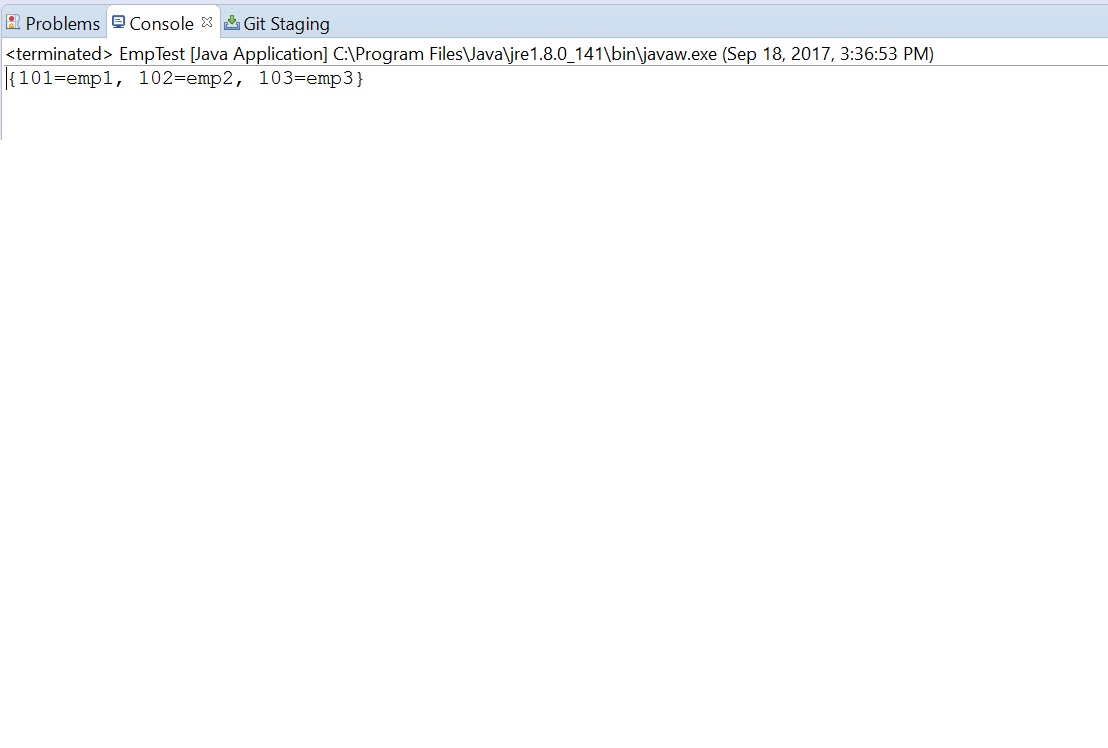 Problems Console Git Staging
<terminated> EmpTest [Java Application] C:\Program Files\Java\jre1.8.0_141\bin\javaw.exe (Sep 18, 2017, 3:36:53 PM)
{101=emp1, 102=emp2, 103=emp3}